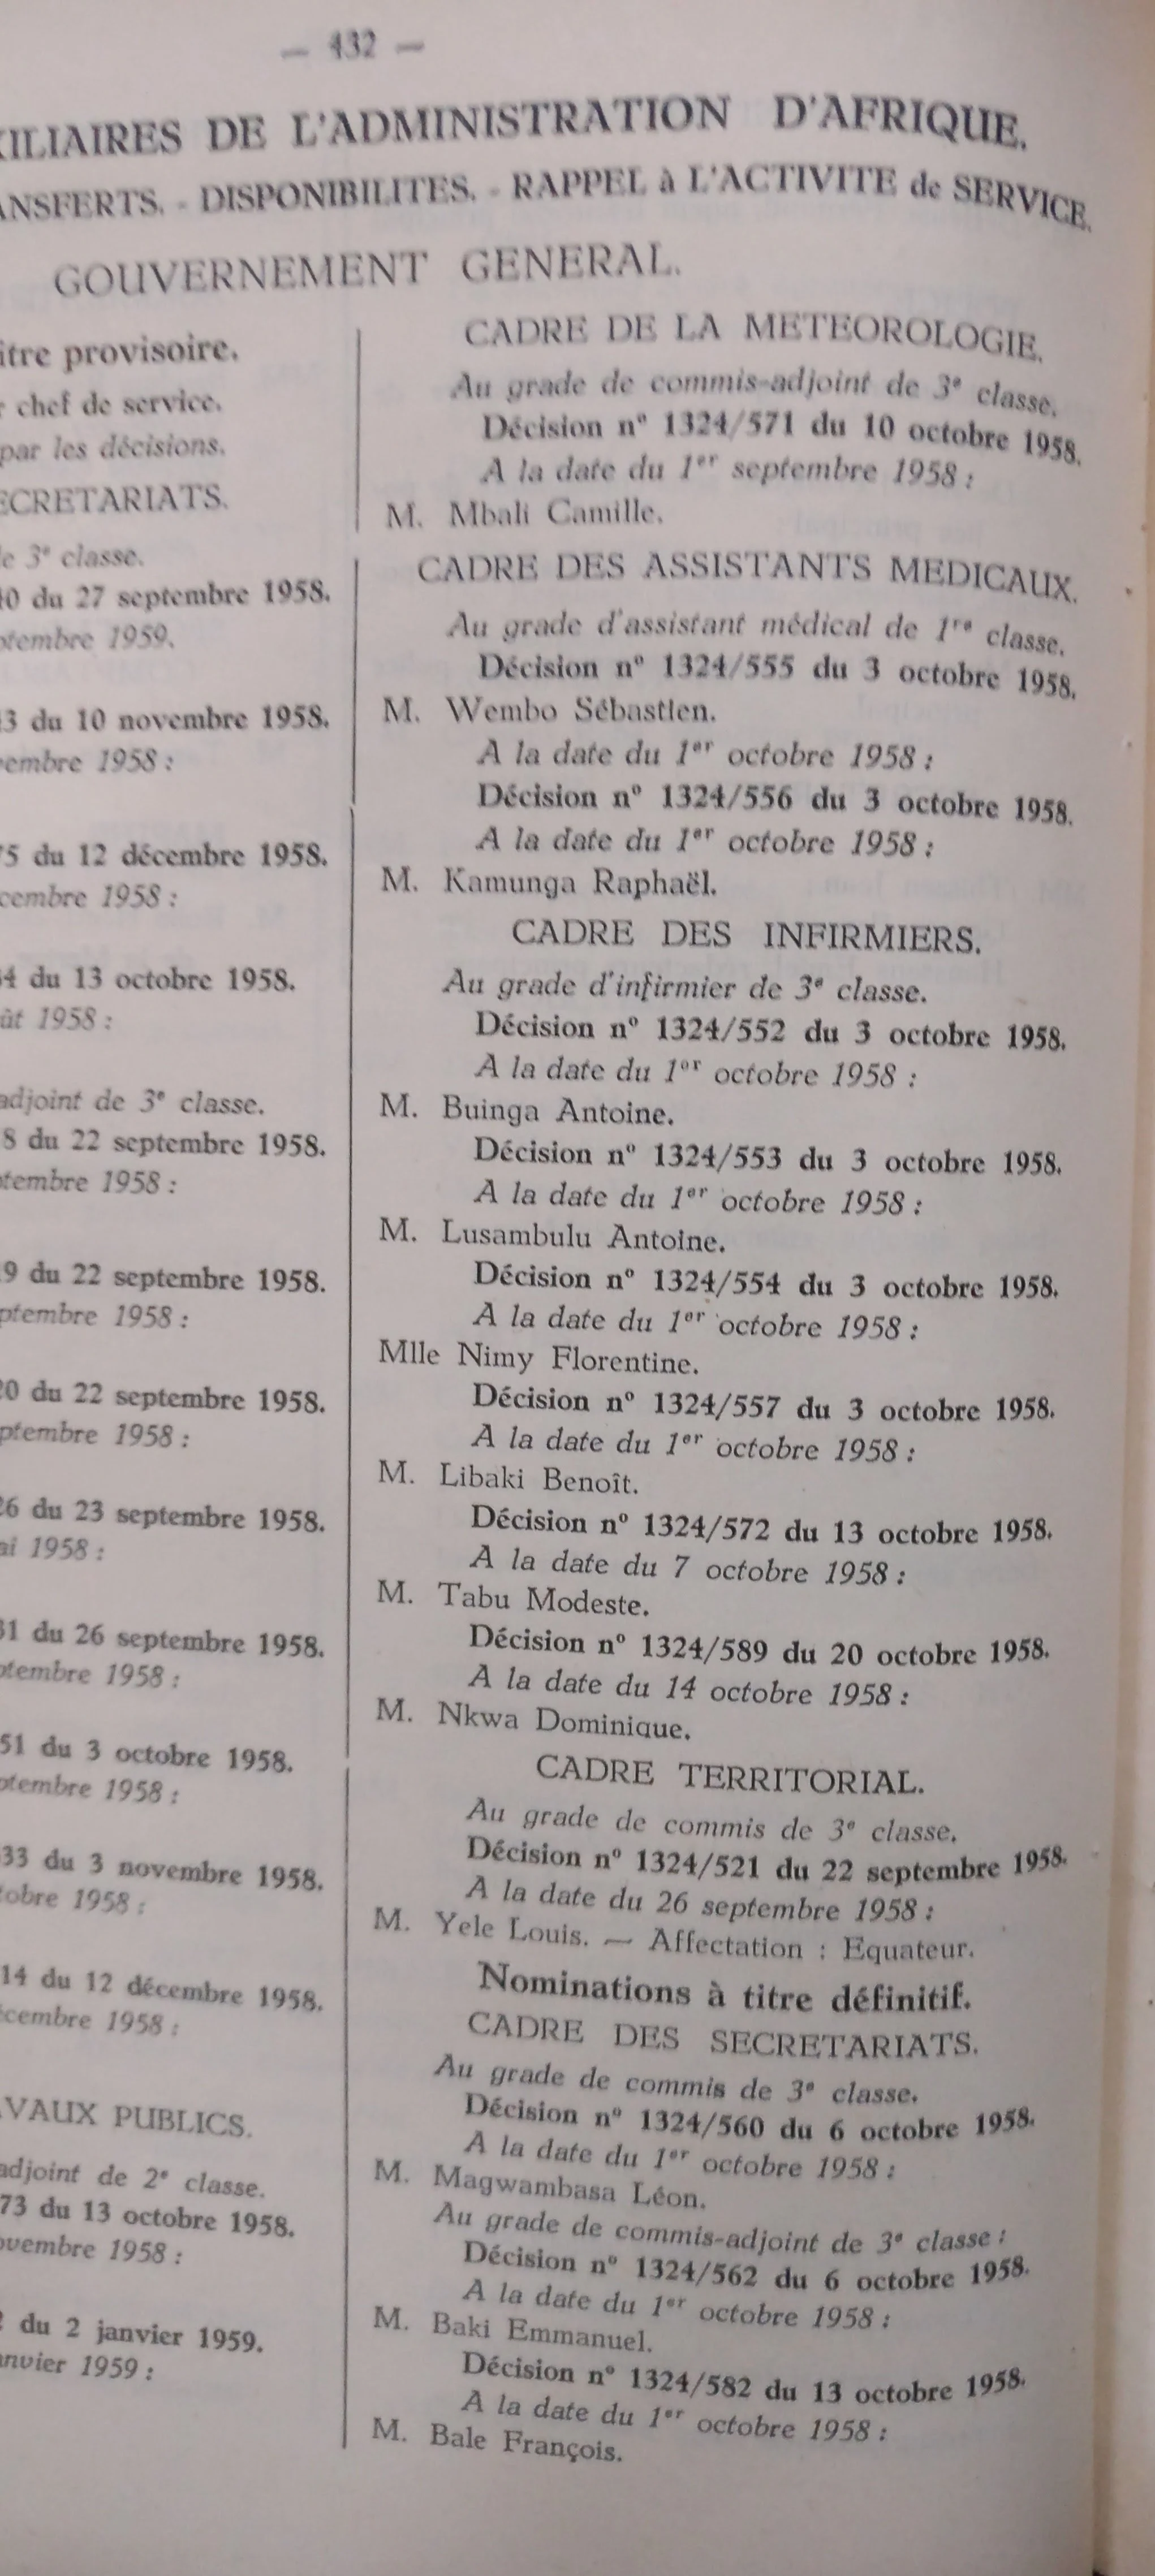 — 432 —
XILIAIRES DE L'ADMINISTRATION D'AFRIQUE.
ANSFERTS. - DISPONIBILITES. - RAPPEL à L'ACTIVITE de SERVICE.
GOUVERNEMENT GENERAL.
itre provisoire.
chef de service.
par les décisions.
ECRETARIATS.
e 3e classe.
40 du 27 septembre 1958.
ptembre 1959.
3 du 10 novembre 1958.
vembre 1958 :
75 du 12 décembre 1958.
cembre 1958 :
4 du 13 octobre 1958.
ût 1958 :
adjoint de 3e classe.
8 du 22 septembre 1958.
tembre 1958 :
9 du 22 septembre 1958.
ptembre 1958 :
20 du 22 septembre 1958.
ptembre 1958 :
26 du 23 septembre 1958.
ai 1958 :
31 du 26 septembre 1958.
ptembre 1958 :
51 du 3 octobre 1958.
ptembre 1958 :
33 du 3 novembre 1958.
tobre 1958 :
14 du 12 décembre 1958.
écembre 1958 :
AVAUX PUBLICS.
adjoint de 2e classe.
73 du 13 octobre 1958.
ovembre 1958 :
du 2 janvier 1959.
anvier 1959 :
CADRE DE LA METEOROLOGIE.
Au grade de commis-adjoint de 3e classe.
Décision n° 1324/571 du 10 octobre 1958.
A la date du 1er septembre 1958 :
M. Mbali Camille.
CADRE DES ASSISTANTS MEDICAUX.
Au grade d'assistant médical de 1re classe.
Décision n° 1324/555 du 3 octobre 1958.
M. Wembo Sébastien.
A la date du 1er octobre 1958 :
Décision n° 1324/556 du 3 octobre 1958.
A la date du 1er octobre 1958 :
M. Kamunga Raphaël.
CADRE DES INFIRMIERS.
Au grade d'infirmier de 3e classe.
Décision n° 1324/552 du 3 octobre 1958.
A la date du 1er octobre 1958 :
M. Buinga Antoine.
Décision n° 1324/553 du 3 octobre 1958.
A la date du 1er octobre 1958 :
M. Lusambulu Antoine.
Décision n° 1324/554 du 3 octobre 1958.
A la date du 1er octobre 1958 :
Mlle Nimy Florentine.
Décision n° 1324/557 du 3 octobre 1958.
A la date du 1er octobre 1958 :
M. Libaki Benoît.
Décision n° 1324/572 du 13 octobre 1958.
A la date du 7 octobre 1958 :
M. Tabu Modeste.
Décision n° 1324/589 du 20 octobre 1958.
A la date du 14 octobre 1958 :
M. Nkwa Dominique.
CADRE TERRITORIAL.
Au grade de commis de 3e classe.
Décision n° 1324/521 du 22 septembre 1958.
A la date du 26 septembre 1958 :
M. Yele Louis. — Affectation : Equateur.
Nominations à titre définitif.
CADRE DES SECRETARIATS.
Au grade de commis de 3e classe.
Décision n° 1324/560 du 6 octobre 1958.
A la date du 1er octobre 1958 :
M. Magwambasa Léon.
Au grade de commis-adjoint de 3e classe :
Décision n° 1324/562 du 6 octobre 1958.
A la date du 1er octobre 1958 :
M. Baki Emmanuel.
Décision n° 1324/582 du 13 octobre 1958.
A la date du 1er octobre 1958 :
M. Bale François.